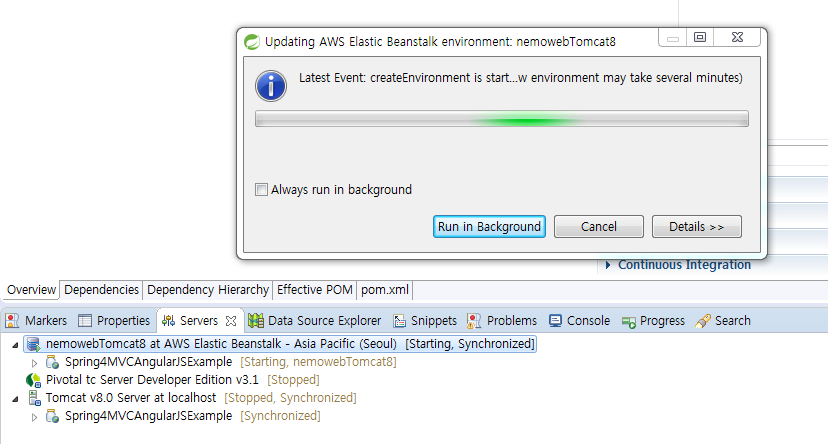 Updating AWS Elastic Beanstalk environment: nemowebTomcat8
Latest Event: createEnvironment is start...w environment may take several minutes)
Always run in background
Run in Background Cancel Details >>
Continuous Integration
Overview Dependencies Dependency Hierarchy Effective POM pom.xml
Markers Properties Servers Data Source Explorer Snippets Problems Console Progress Search
nemowebTomcat8 at AWS Elastic Beanstalk - Asia Pacific (Seoul) [Starting, Synchronized]
Spring4MVCAngularJSExample [Starting, nemowebTomcat8]
Pivotal tc Server Developer Edition v3.1 [Stopped]
Tomcat v8.0 Server at localhost [Stopped, Synchronized]
Spring4MVCAngularJSExample [Synchronized]